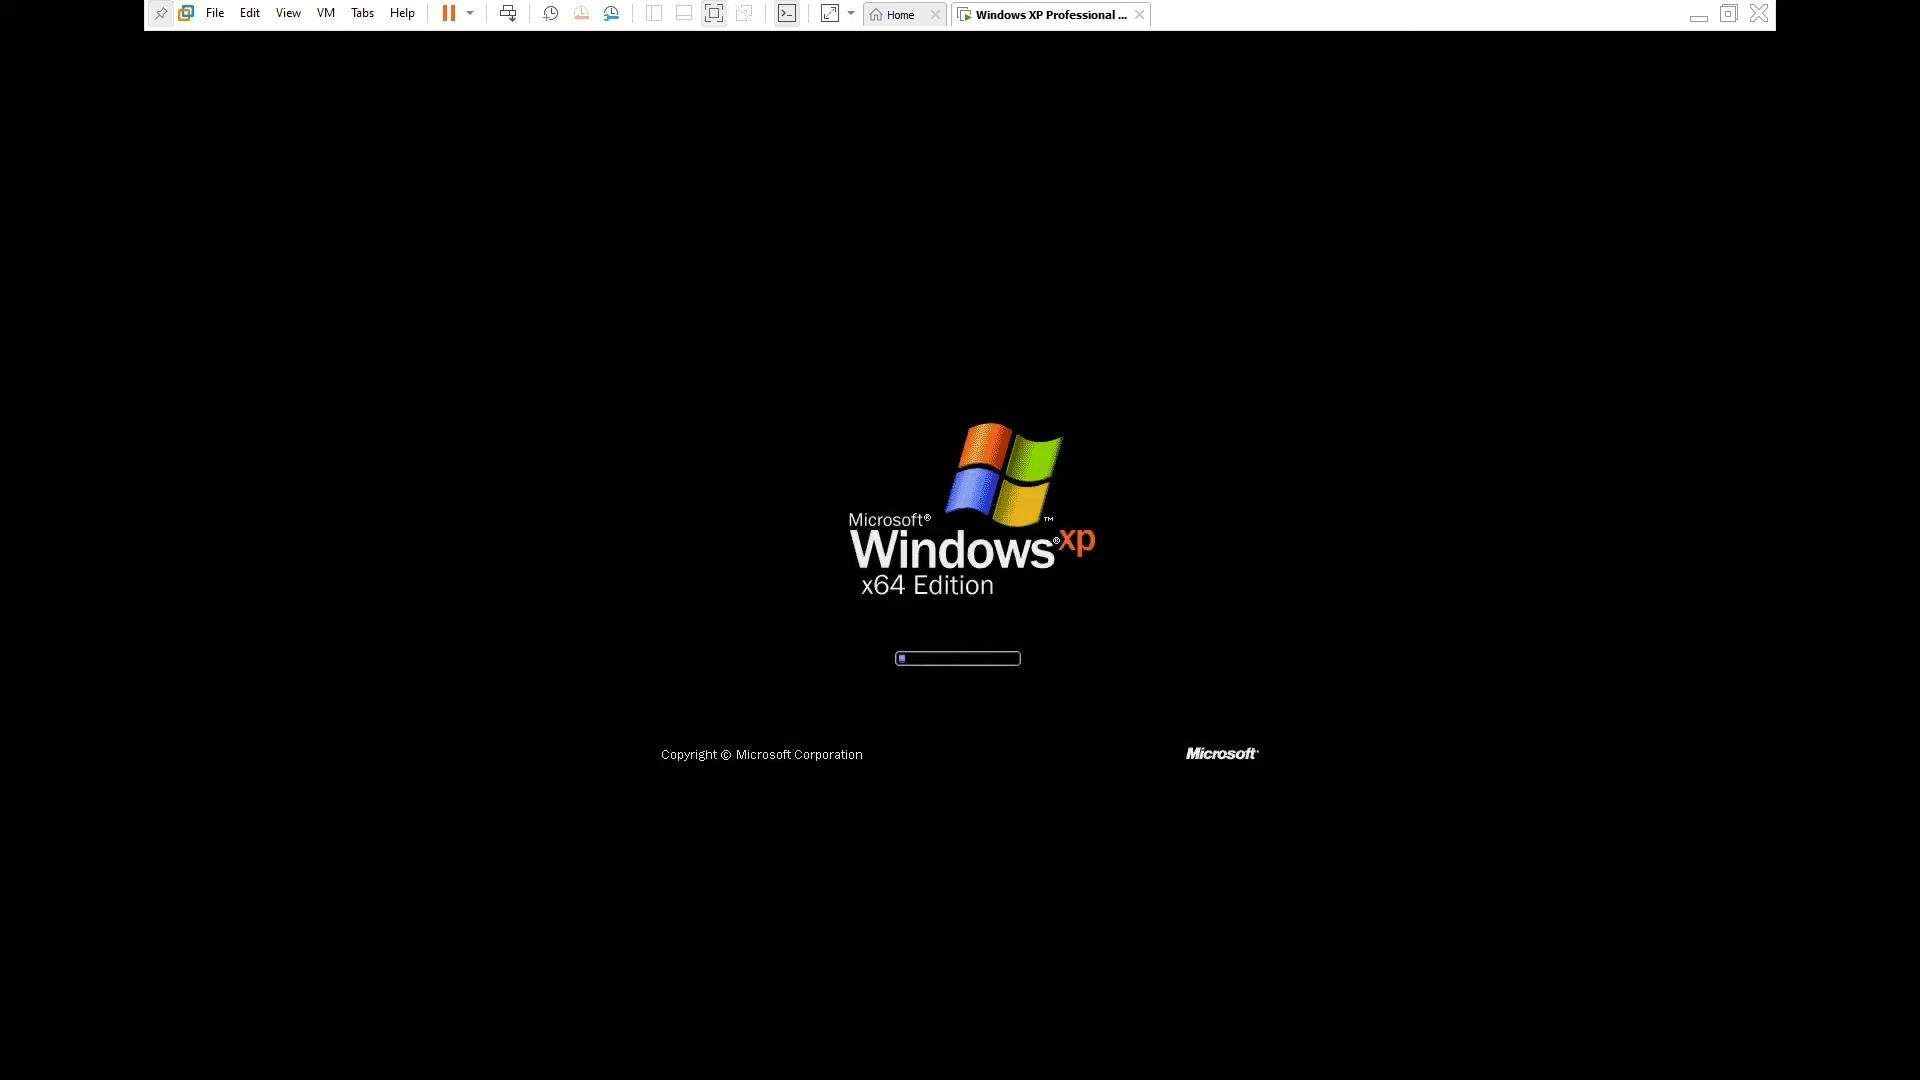 File Edit View VM Tabs Help Home Windows XP Professional ...
Microsoft®
Windows® xp ™
x64 Edition
Copyright © Microsoft Corporation Microsoft